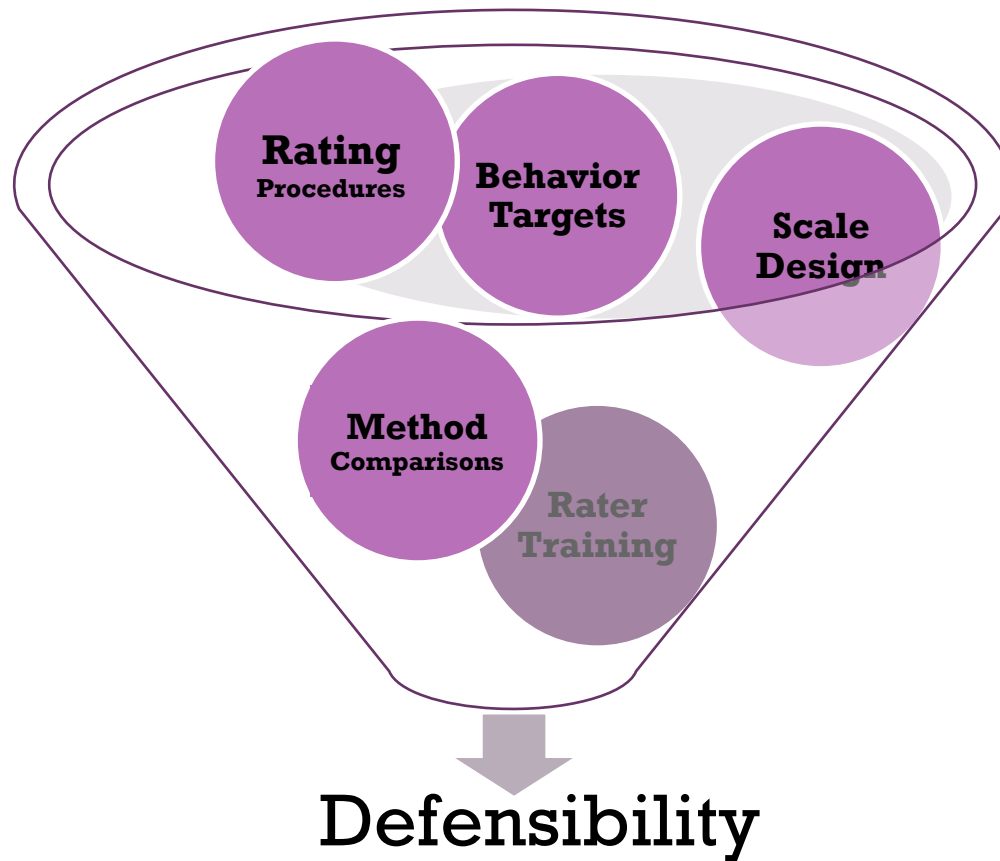 Rating
Procedures
Behavior
Targets
Scale
Design
Method
Comparisons
Rater
Training
Defensibility